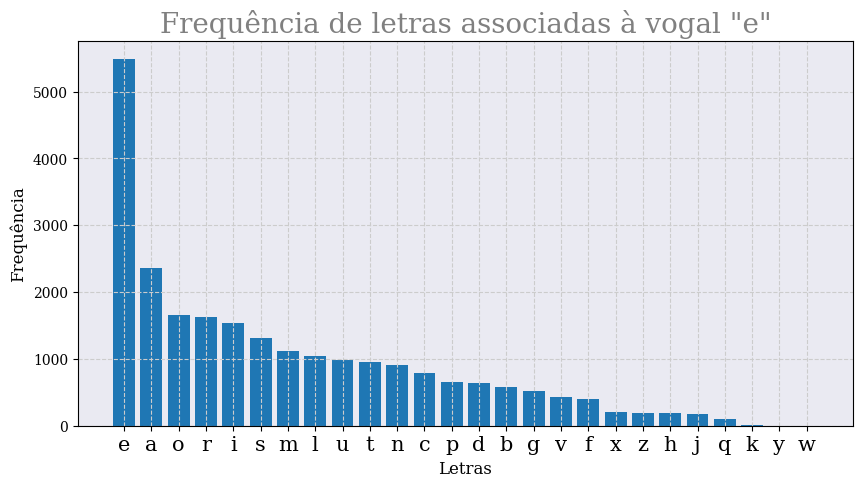 Frequência de letras associadas à vogal "e"
Frequência
5000
4000
3000
2000
1000
0
e a o r i s m l u t n c p d b g v f x z h j q k y w
Letras